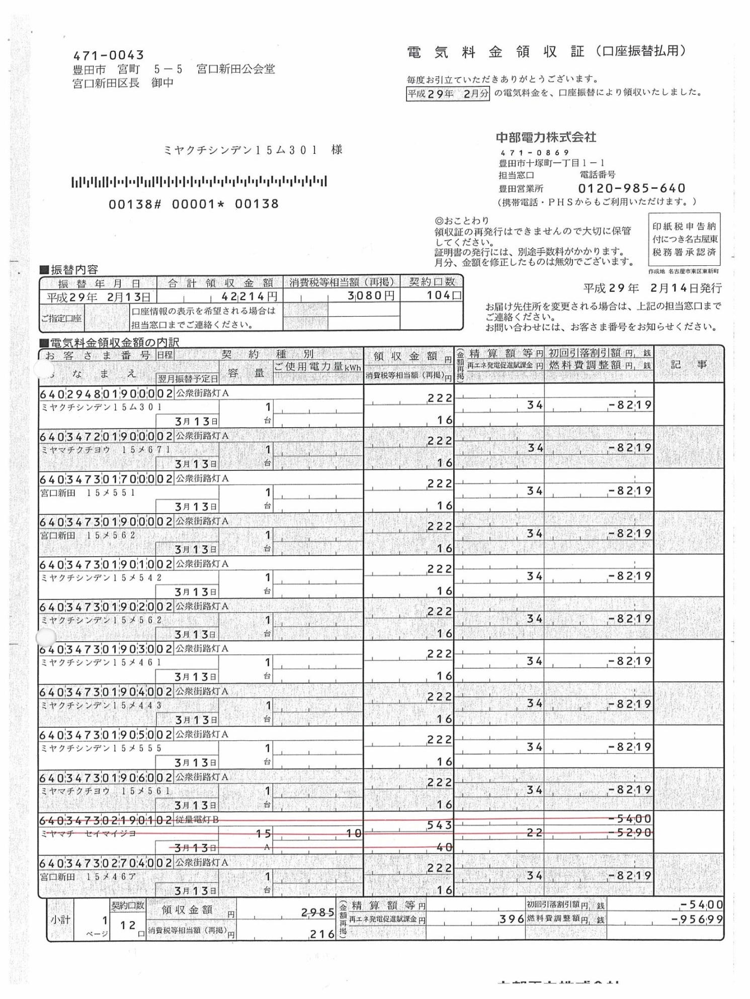 471-0043
豊田市 宮町 5－5 宮口新田公会堂
宮口新田区長 御中
電気料金領収証（口座振替払用）
毎度お引立ていただきありがとうございます。
平成29年 2月分 の電気料金を、口座振替により領収いたしました。
ミヤクチシンデン15ム301 様
00138# 00001* 00138
中部電力株式会社
471-0869
豊田市十塚町一丁目1－1
担当窓口 電話番号
豊田営業所 0120-985-640
（携帯電話・PHSからもご利用いただけます。）
◎おことわり
領収証の再発行はできませんので大切に保管
してください。
証明書の発行には、別途手数料がかかります。
月分、金額を修正したものは無効でございます。
印紙税申告納
付につき名古屋東
税務署承認済
作成地 名古屋市東区東新町
平成29年 2月14日発行
お届け先住所を変更される場合は、上記の担当窓口まで
ご連絡ください。
お問い合わせには、お客さま番号をお知らせください。
■振替内容
振替年月日 合計領収金額 消費税等相当額（再掲） 契約口数
平成29年 2月13日 42214円 3080円 104口
ご指定口座 口座情報の表示を希望される場合は
担当窓口までご連絡ください。
■電気料金領収金額の内訳
お客さま番号 日程 契約種別 領収金額 円 （金額再掲） 精算額等 円 初回引落割引額 円, 銭 記事
おなまえ 容量 ご使用電力量kWh 再エネ発電促進賦課金 円 燃料費調整額 円, 銭
翌月振替予定日 消費税等相当額（再掲）円
640294801900002 公衆街路灯A 222
ミヤクチシンデン15ム301 1 34 -8219
3月13日 台 16
640347201900002 公衆街路灯A 222
ミヤマチクチヨウ 15メ671 1 34 -8219
3月13日 台 16
640347301700002 公衆街路灯A 222
宮口新田 15メ551 1 34 -8219
3月13日 台 16
640347301900002 公衆街路灯A 222
宮口新田 15メ562 1 34 -8219
3月13日 台 16
640347301901002 公衆街路灯A 222
ミヤクチシンデン15メ542 1 34 -8219
3月13日 台 16
640347301902002 公衆街路灯A 222
ミヤクチシンデン15メ562 1 34 -8219
3月13日 台 16
640347301903002 公衆街路灯A 222
ミヤクチシンデン15メ461 1 34 -8219
3月13日 台 16
640347301904002 公衆街路灯A 222
ミヤクチシンデン15メ443 1 34 -8219
3月13日 台 16
640347301905002 公衆街路灯A 222
ミヤクチシンデン15メ555 1 34 -8219
3月13日 台 16
640347301906002 公衆街路灯A 222
ミヤマチクチヨウ 15メ561 1 34 -8219
3月13日 台 16
640347302190102 従量電灯B 543 -5400
ミヤマチ セイマイジヨ 15 10 22 -5290
3月13日 A 40
640347302704002 公衆街路灯A 222
宮口新田 15メ46ア 1 34 -8219
3月13日 台 16
小計 1ページ 契約口数 12口 領収金額 円 2985 （金額再掲） 精算額等 円 初回引落割引額 円, 銭 -5400
再エネ発電促進賦課金 円 396 燃料費調整額 円, 銭 -95699
消費税等相当額（再掲）円 216